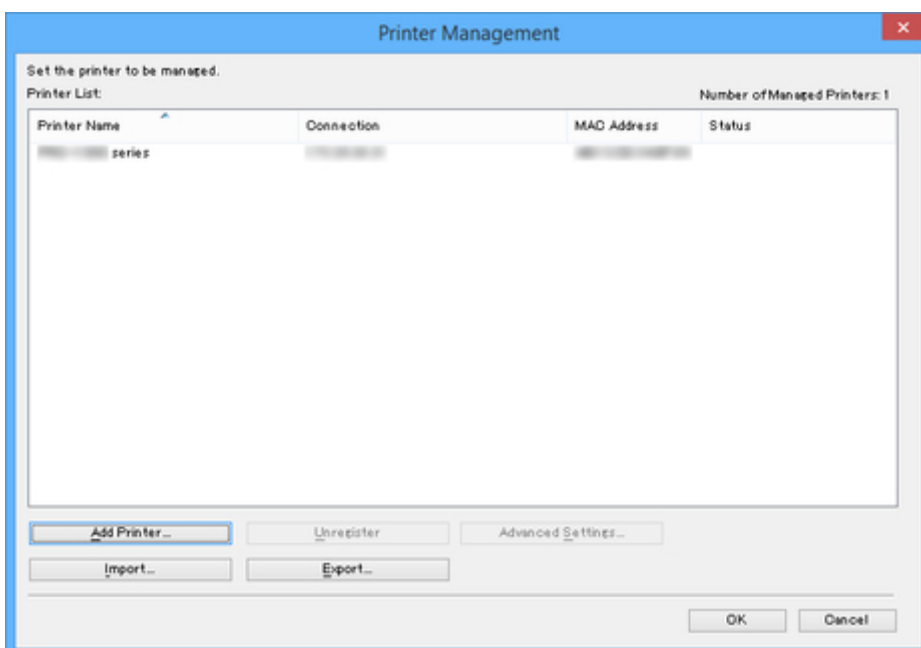 Printer Management
Set the printer to be managed.
Printer List:
Number of Managed Printers: 1
Printer Name Connection MAC Address Status
series
Add Printer... Unregister Advanced Settings...
Import... Export...
OK Cancel